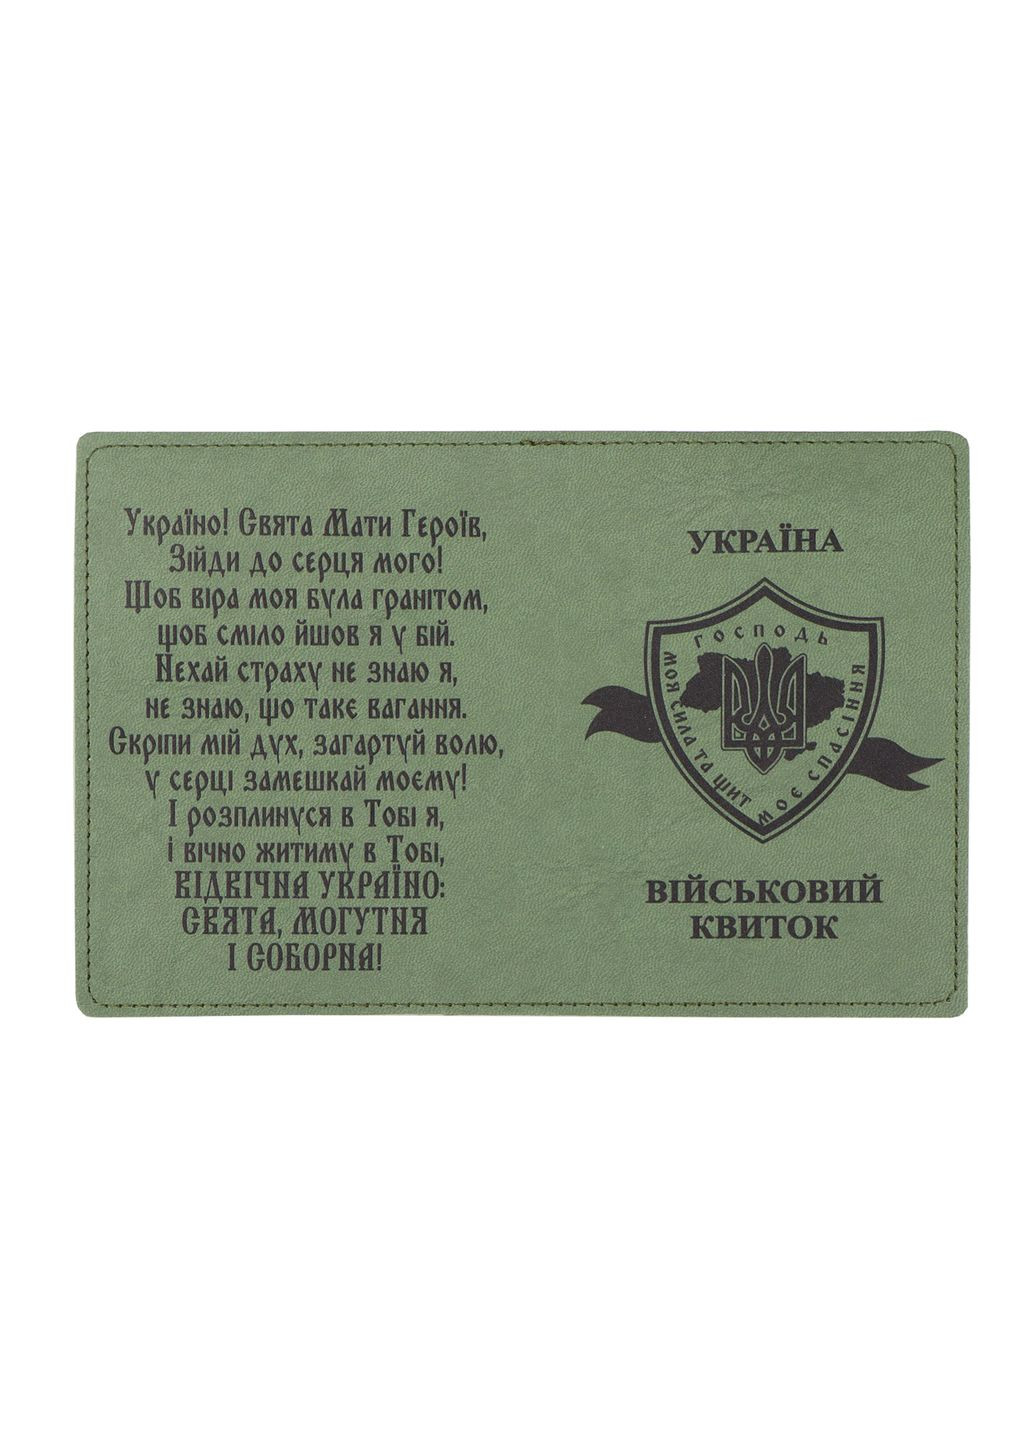 Україно! Свята Мати Героїв,
Зійди до серця мого!
Щоб віра моя була гранітом,
щоб сміло йшов я у бій.
Нехай страху не знаю я,
не знаю, що таке вагання.
Скріпи мій дух, загартуй волю,
у серці замешкай моєму!
І розплинуся в Тобі я,
і вічно житиму в Тобі,
ВІДВІЧНА УКРАЇНО:
СВЯТА, МОГУТНЯ
І СОБОРНА!
УКРАЇНА
ГОСПОДЬ
МОЯ СИЛА ТА ЩИТ
МОЄ СПАСІННЯ
ВІЙСЬКОВИЙ
КВИТОК